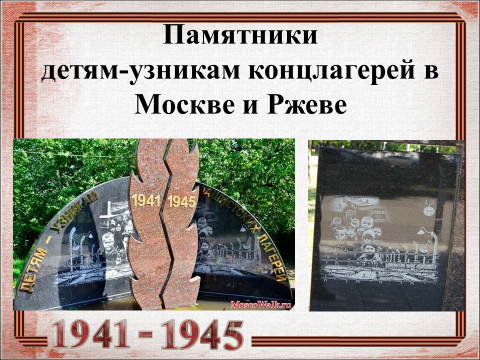 Памятники
детям-узникам концлагерей в
Москве и Ржеве
ДЕТЯМ - УЗНИКАМ
ФАШИСТСКИХ ЛАГЕРЕЙ
1941 1945
MoscoWalk.ru
1941-1945